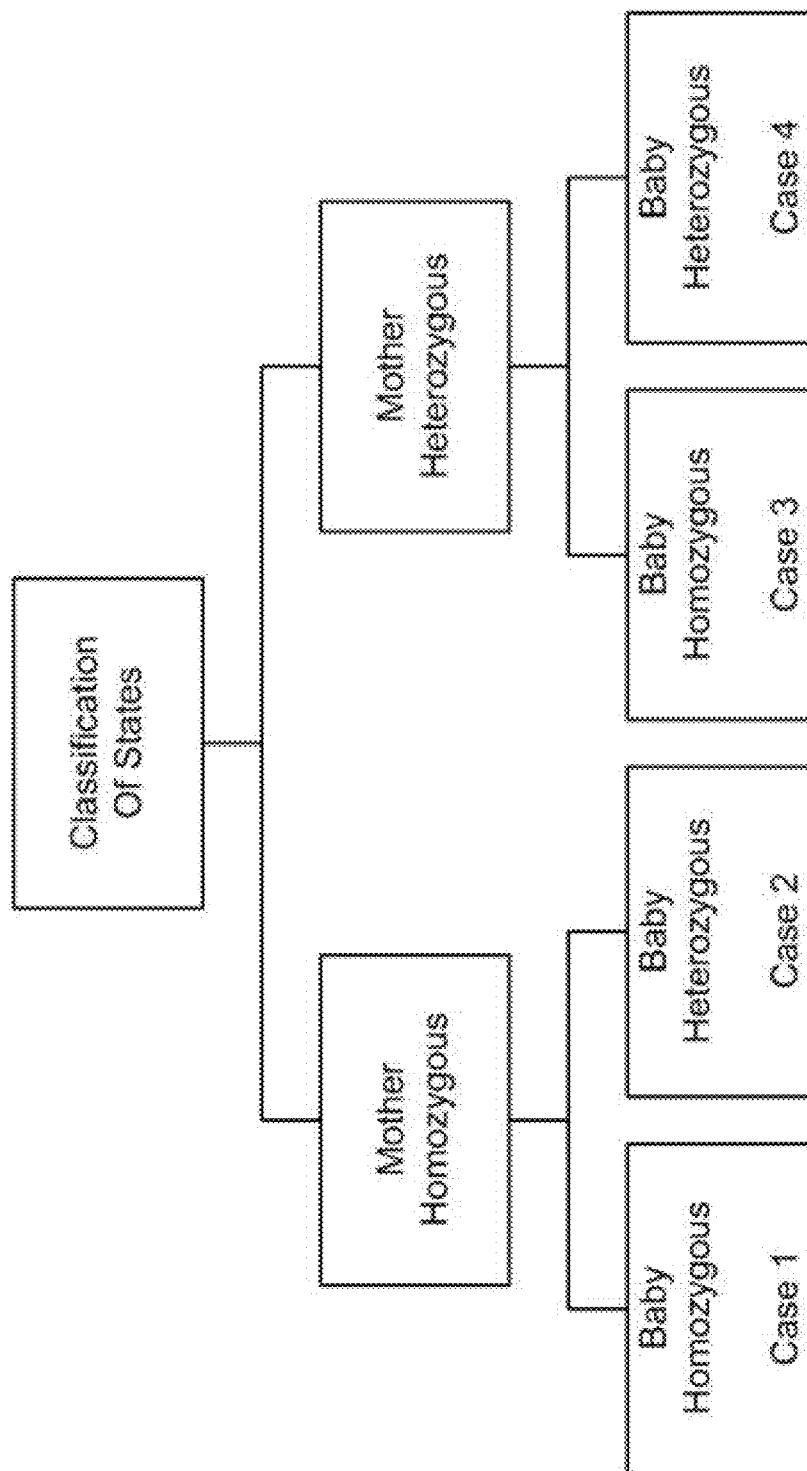 Classification
Of States
Mother
Homozygous
Mother
Heterozygous
Baby
Homozygous
Case 1
Baby
Heterozygous
Case 2
Baby
Homozygous
Case 3
Baby
Heterozygous
Case 4